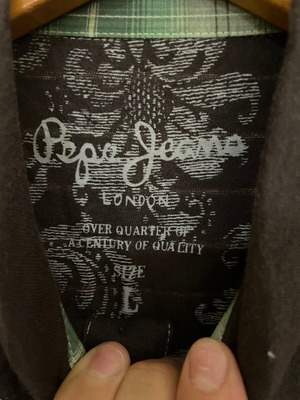 Pepe Jeans
LONDON
OVER QUARTER OF
A CENTURY OF QUALITY
SIZE
L